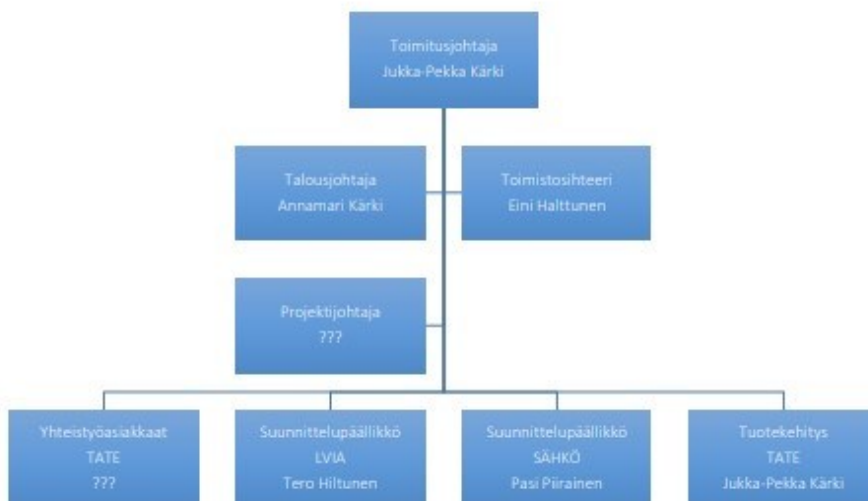 Toimitusjohtaja
Jukka-Pekka Kärki
Talousjohtaja
Annamari Kärki
Toimistosihteeri
Eini Halttunen
Projektijohtaja
???
Yhteistyöasiakkaat
TATE
???
Suunnittelupäällikkö
LVIA
Tero Hiltunen
Suunnittelupäällikkö
SÄHKÖ
Pasi Piirainen
Tuotekehitys
TATE
Jukka-Pekka Kärki